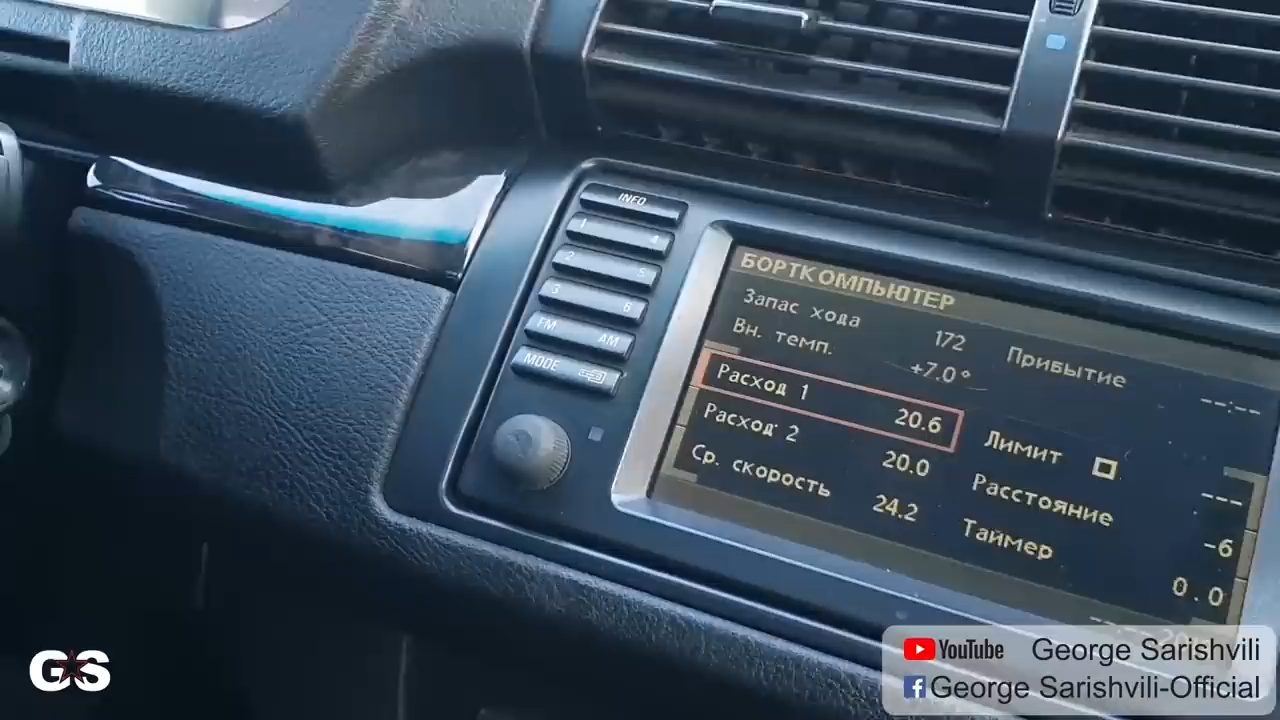 INFO
1 4
2 5
3 6
FM AM
MODE
БОРТКОМПЬЮТЕР
Запас хода 172 Прибытие --:--
Вн. темп. +7.0°
Расход 1 20.6 Лимит ---
Расход 2 20.0 Расстояние -6
Ср. скорость 24.2 Таймер 0.0
GS
YouTube George Sarishvili
George Sarishvili-Official